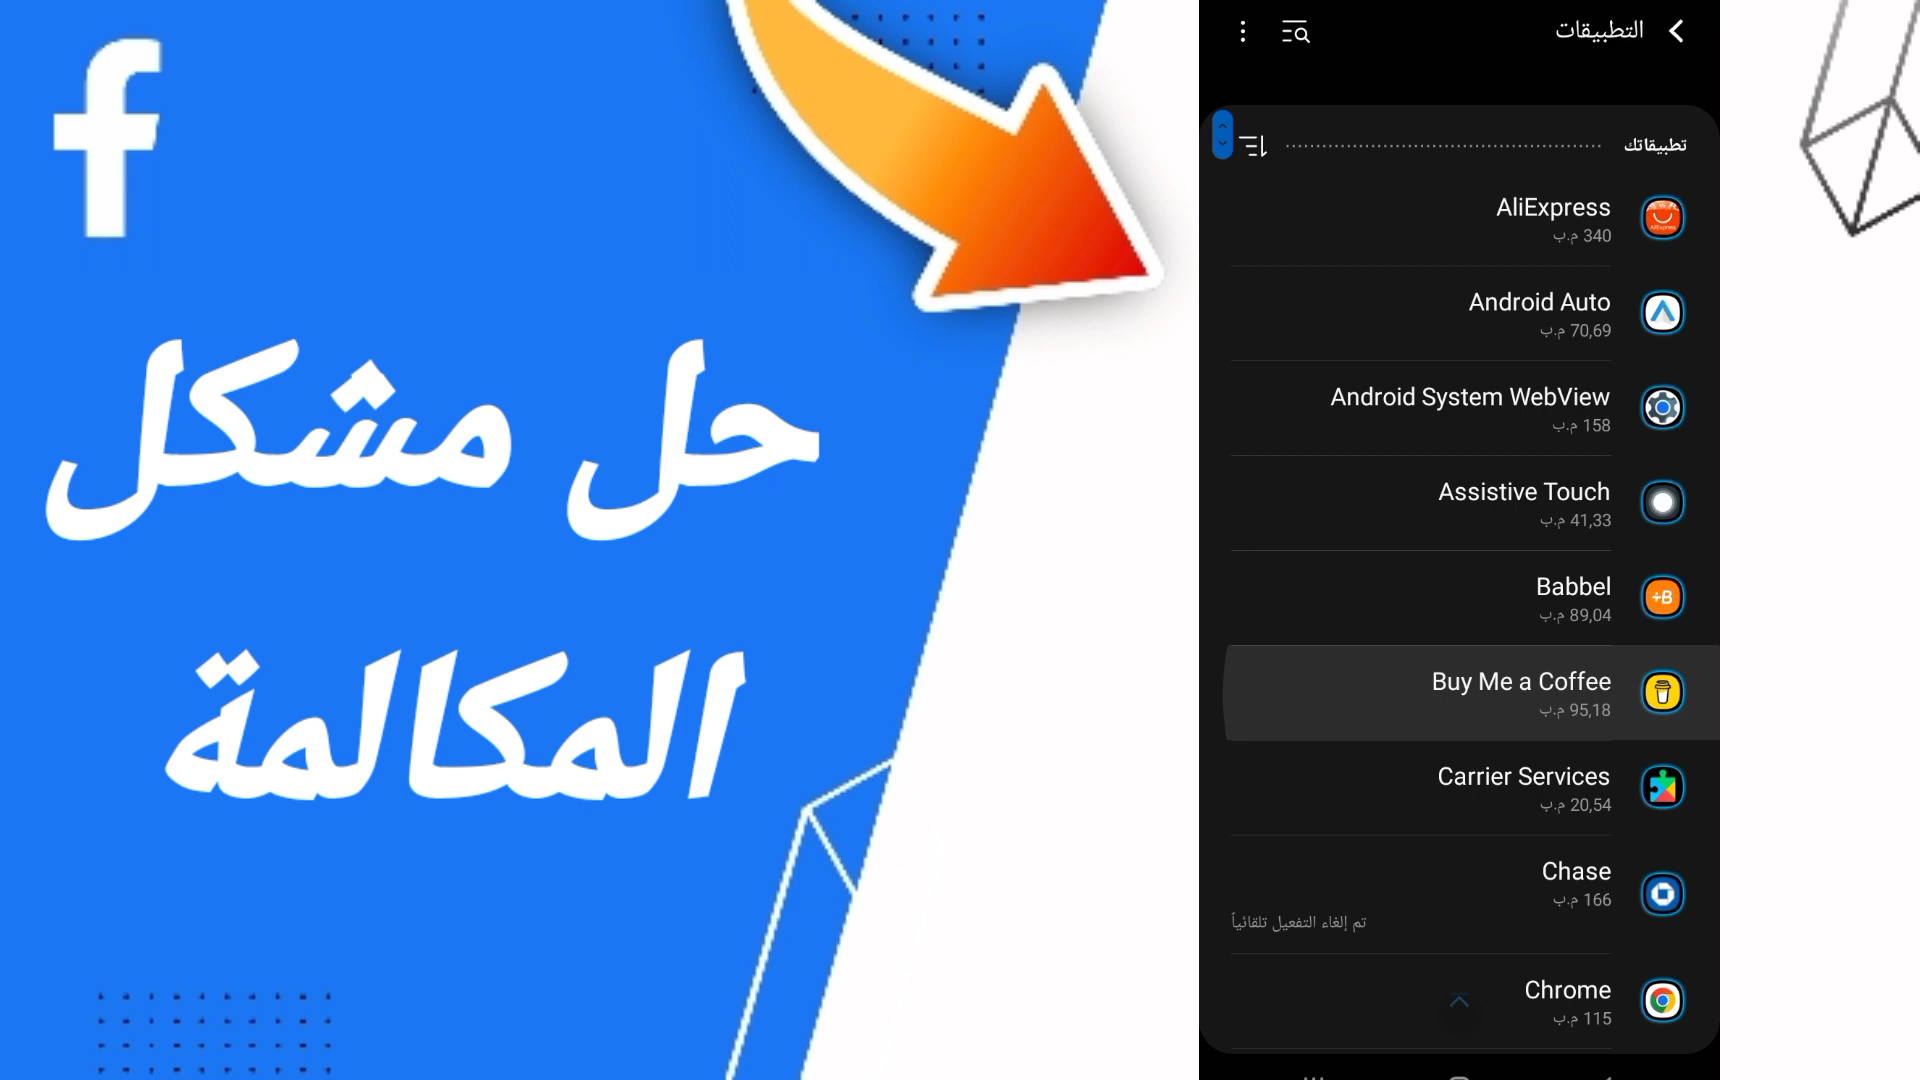 حل مشكل
المكالمة
التطبيقات
تطبيقاتك
AliExpress
340 م.ب
Android Auto
70,69 م.ب
Android System WebView
158 م.ب
Assistive Touch
41,33 م.ب
Babbel
89,04 م.ب
Buy Me a Coffee
95,18 م.ب
Carrier Services
20,54 م.ب
Chase
166 م.ب
تم إلغاء التفعيل تلقائياً
Chrome
115 م.ب